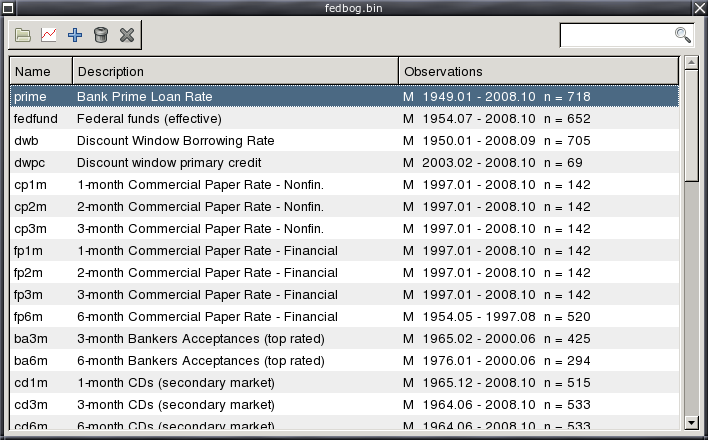 fedbog.bin
Name Description Observations
prime Bank Prime Loan Rate M 1949.01 - 2008.10 n = 718
fedfund Federal funds (effective) M 1954.07 - 2008.10 n = 652
dwb Discount Window Borrowing Rate M 1950.01 - 2008.09 n = 705
dwpc Discount window primary credit M 2003.02 - 2008.10 n = 69
cp1m 1-month Commercial Paper Rate - Nonfin. M 1997.01 - 2008.10 n = 142
cp2m 2-month Commercial Paper Rate - Nonfin. M 1997.01 - 2008.10 n = 142
cp3m 3-month Commercial Paper Rate - Nonfin. M 1997.01 - 2008.10 n = 142
fp1m 1-month Commercial Paper Rate - Financial M 1997.01 - 2008.10 n = 142
fp2m 2-month Commercial Paper Rate - Financial M 1997.01 - 2008.10 n = 142
fp3m 3-month Commercial Paper Rate - Financial M 1997.01 - 2008.10 n = 142
fp6m 6-month Commercial Paper Rate - Financial M 1954.05 - 1997.08 n = 520
ba3m 3-month Bankers Acceptances (top rated) M 1965.02 - 2000.06 n = 425
ba6m 6-month Bankers Acceptances (top rated) M 1976.01 - 2000.06 n = 294
cd1m 1-month CDs (secondary market) M 1965.12 - 2008.10 n = 515
cd3m 3-month CDs (secondary market) M 1964.06 - 2008.10 n = 533
cd6m 6-month CDs (secondary market) M 1964.06 - 2008.10 n = 533